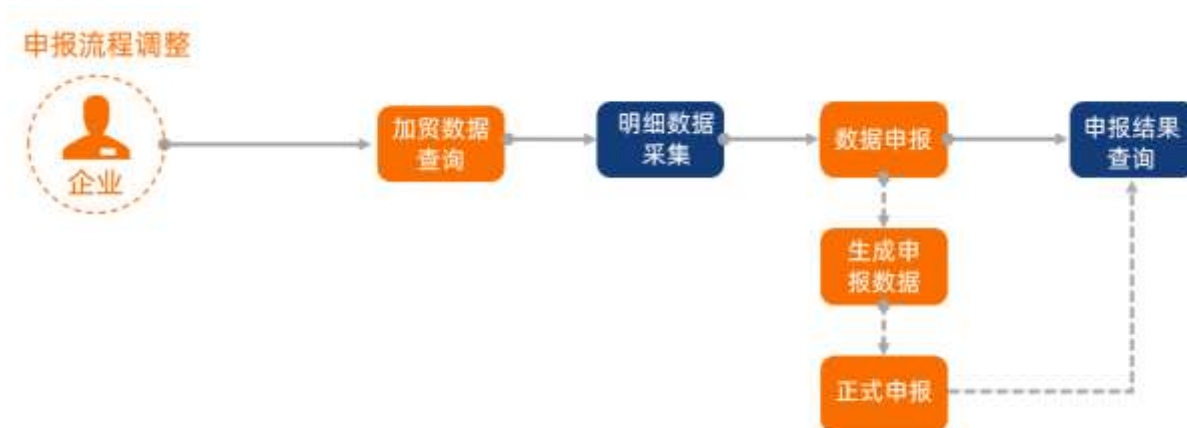 申报流程调整
企业
加贸数据
查询
明细数据
采集
数据申报
申报结果
查询
生成申
报数据
正式申报